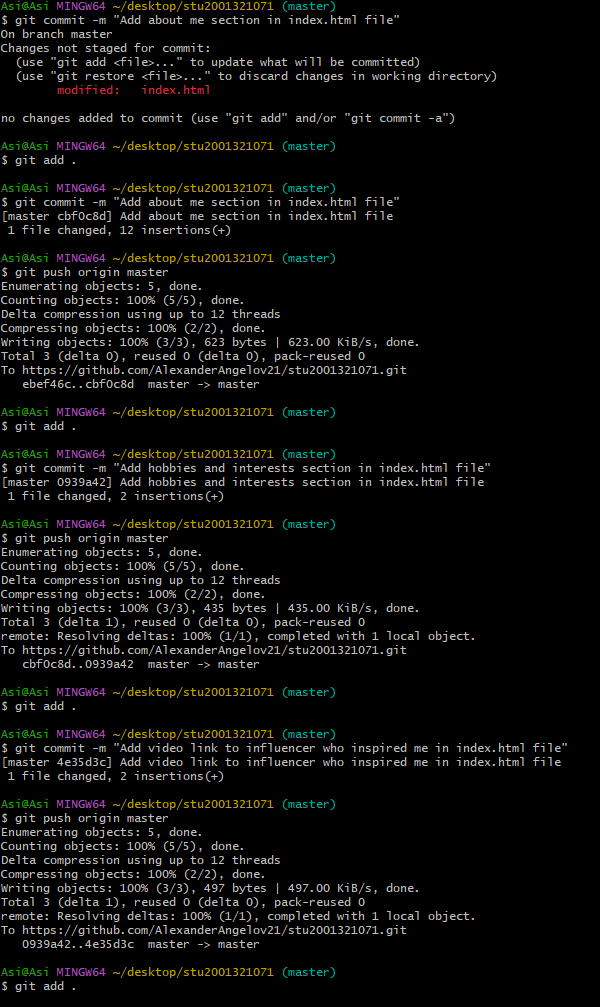 Asi@Asi MINGW64 ~/desktop/stu2001321071 (master)
$ git commit -m "Add about me section in index.html file"
On branch master
Changes not staged for commit:
  (use "git add <file>..." to update what will be committed)
  (use "git restore <file>..." to discard changes in working directory)
        modified:   index.html

no changes added to commit (use "git add" and/or "git commit -a")

Asi@Asi MINGW64 ~/desktop/stu2001321071 (master)
$ git add .

Asi@Asi MINGW64 ~/desktop/stu2001321071 (master)
$ git commit -m "Add about me section in index.html file"
[master cbf0c8d] Add about me section in index.html file
 1 file changed, 12 insertions(+)

Asi@Asi MINGW64 ~/desktop/stu2001321071 (master)
$ git push origin master
Enumerating objects: 5, done.
Counting objects: 100% (5/5), done.
Delta compression using up to 12 threads
Compressing objects: 100% (2/2), done.
Writing objects: 100% (3/3), 623 bytes | 623.00 KiB/s, done.
Total 3 (delta 0), reused 0 (delta 0), pack-reused 0
To https://github.com/AlexanderAngelov21/stu2001321071.git
   ebef46c..cbf0c8d  master -> master

Asi@Asi MINGW64 ~/desktop/stu2001321071 (master)
$ git add .

Asi@Asi MINGW64 ~/desktop/stu2001321071 (master)
$ git commit -m "Add hobbies and interests section in index.html file"
[master 0939a42] Add hobbies and interests section in index.html file
 1 file changed, 2 insertions(+)

Asi@Asi MINGW64 ~/desktop/stu2001321071 (master)
$ git push origin master
Enumerating objects: 5, done.
Counting objects: 100% (5/5), done.
Delta compression using up to 12 threads
Compressing objects: 100% (2/2), done.
Writing objects: 100% (3/3), 435 bytes | 435.00 KiB/s, done.
Total 3 (delta 1), reused 0 (delta 0), pack-reused 0
remote: Resolving deltas: 100% (1/1), completed with 1 local object.
To https://github.com/AlexanderAngelov21/stu2001321071.git
   cbf0c8d..0939a42  master -> master

Asi@Asi MINGW64 ~/desktop/stu2001321071 (master)
$ git add .

Asi@Asi MINGW64 ~/desktop/stu2001321071 (master)
$ git commit -m "Add video link to influencer who inspired me in index.html file"
[master 4e35d3c] Add video link to influencer who inspired me in index.html file
 1 file changed, 2 insertions(+)

Asi@Asi MINGW64 ~/desktop/stu2001321071 (master)
$ git push origin master
Enumerating objects: 5, done.
Counting objects: 100% (5/5), done.
Delta compression using up to 12 threads
Compressing objects: 100% (2/2), done.
Writing objects: 100% (3/3), 497 bytes | 497.00 KiB/s, done.
Total 3 (delta 1), reused 0 (delta 0), pack-reused 0
remote: Resolving deltas: 100% (1/1), completed with 1 local object.
To https://github.com/AlexanderAngelov21/stu2001321071.git
   0939a42..4e35d3c  master -> master

Asi@Asi MINGW64 ~/desktop/stu2001321071 (master)
$ git add .